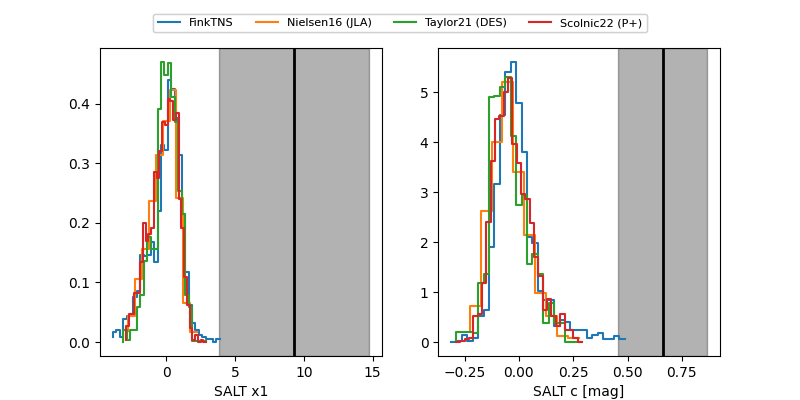 FinkTNS Nielsen16 (JLA) Taylor21 (DES) Scolnic22 (P+)
0.4
0.3
0.2
0.1
0.0
0 5 10 15
SALT x1
5
4
3
2
1
0
−0.25 0.00 0.25 0.50 0.75
SALT c [mag]